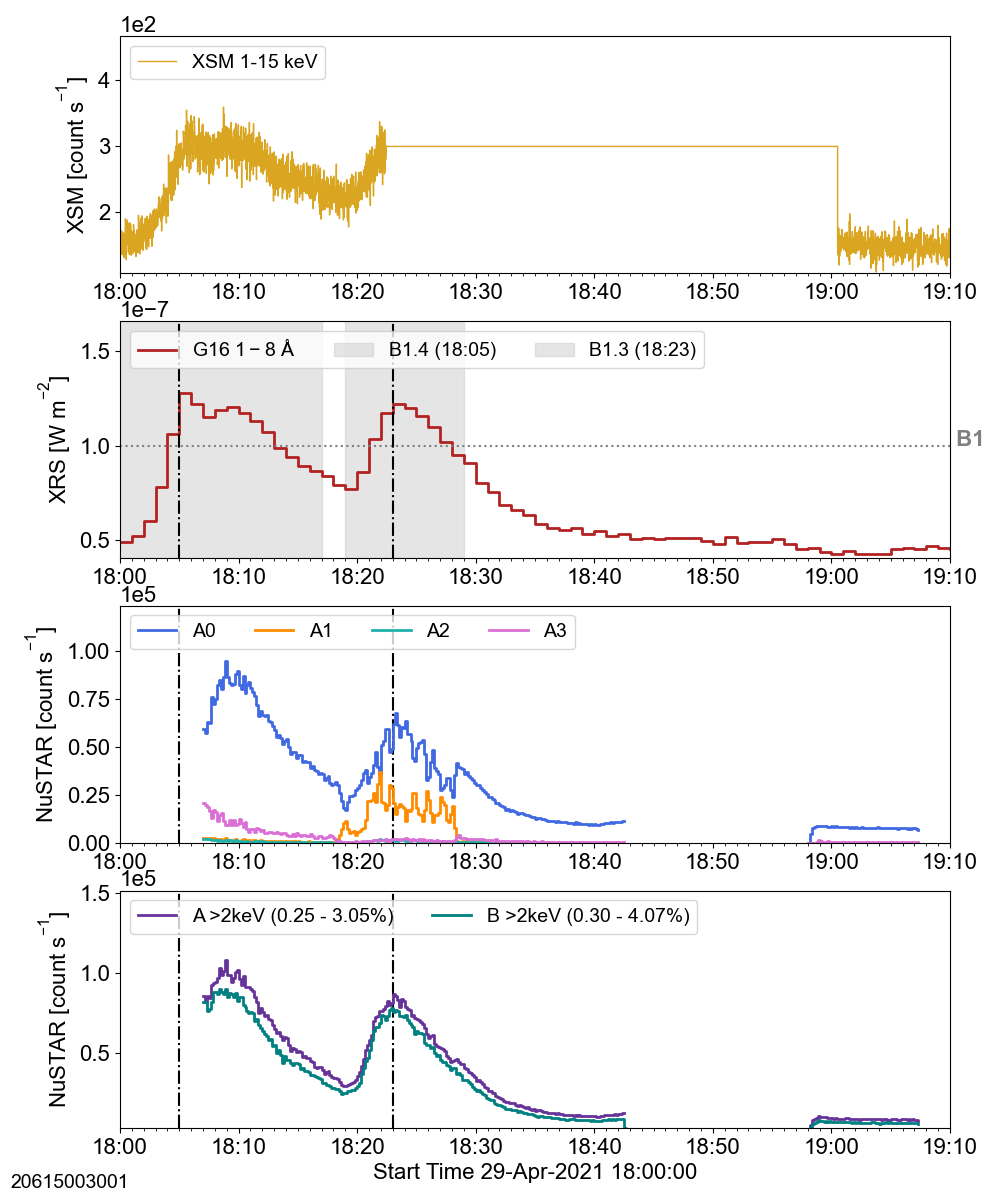 1e2
XSM 1-15 keV
XSM [count s⁻¹]
4
3
2
18:00 18:10 18:20 18:30 18:40 18:50 19:00 19:10
1e−7
G16 1 − 8 Å B1.4 (18:05) B1.3 (18:23)
XRS [W m⁻²]
1.5
1.0
0.5
B1
18:00 18:10 18:20 18:30 18:40 18:50 19:00 19:10
1e5
A0 A1 A2 A3
NuSTAR [count s⁻¹]
1.00
0.75
0.50
0.25
0.00
18:00 18:10 18:20 18:30 18:40 18:50 19:00 19:10
1e5
A >2keV (0.25 - 3.05%) B >2keV (0.30 - 4.07%)
NuSTAR [count s⁻¹]
1.5
1.0
0.5
18:00 18:10 18:20 18:30 18:40 18:50 19:00 19:10
Start Time 29-Apr-2021 18:00:00
20615003001